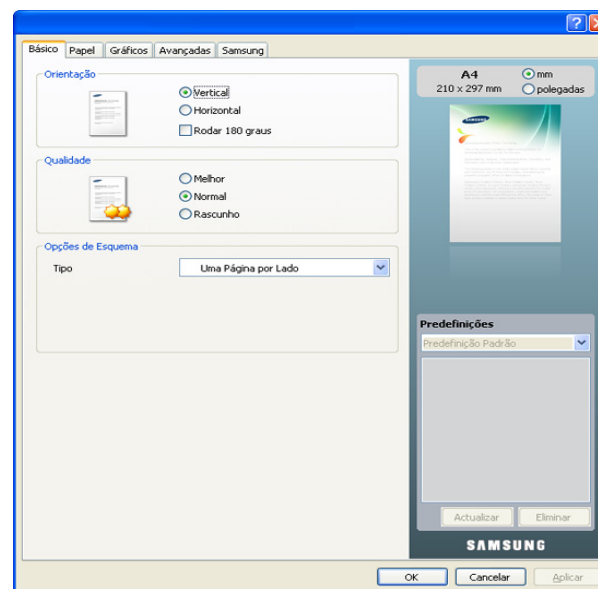 Básico Papel Gráficos Avançadas Samsung
Orientação
Vertical
Horizontal
Rodar 180 graus
Qualidade
Melhor
Normal
Rascunho
Opções de Esquema
Tipo Uma Página por Lado
A4 mm
210 x 297 mm polegadas
SAMSUNG
Predefinições
Predefinição Padrão
Actualizar Eliminar
SAMSUNG
OK Cancelar Aplicar